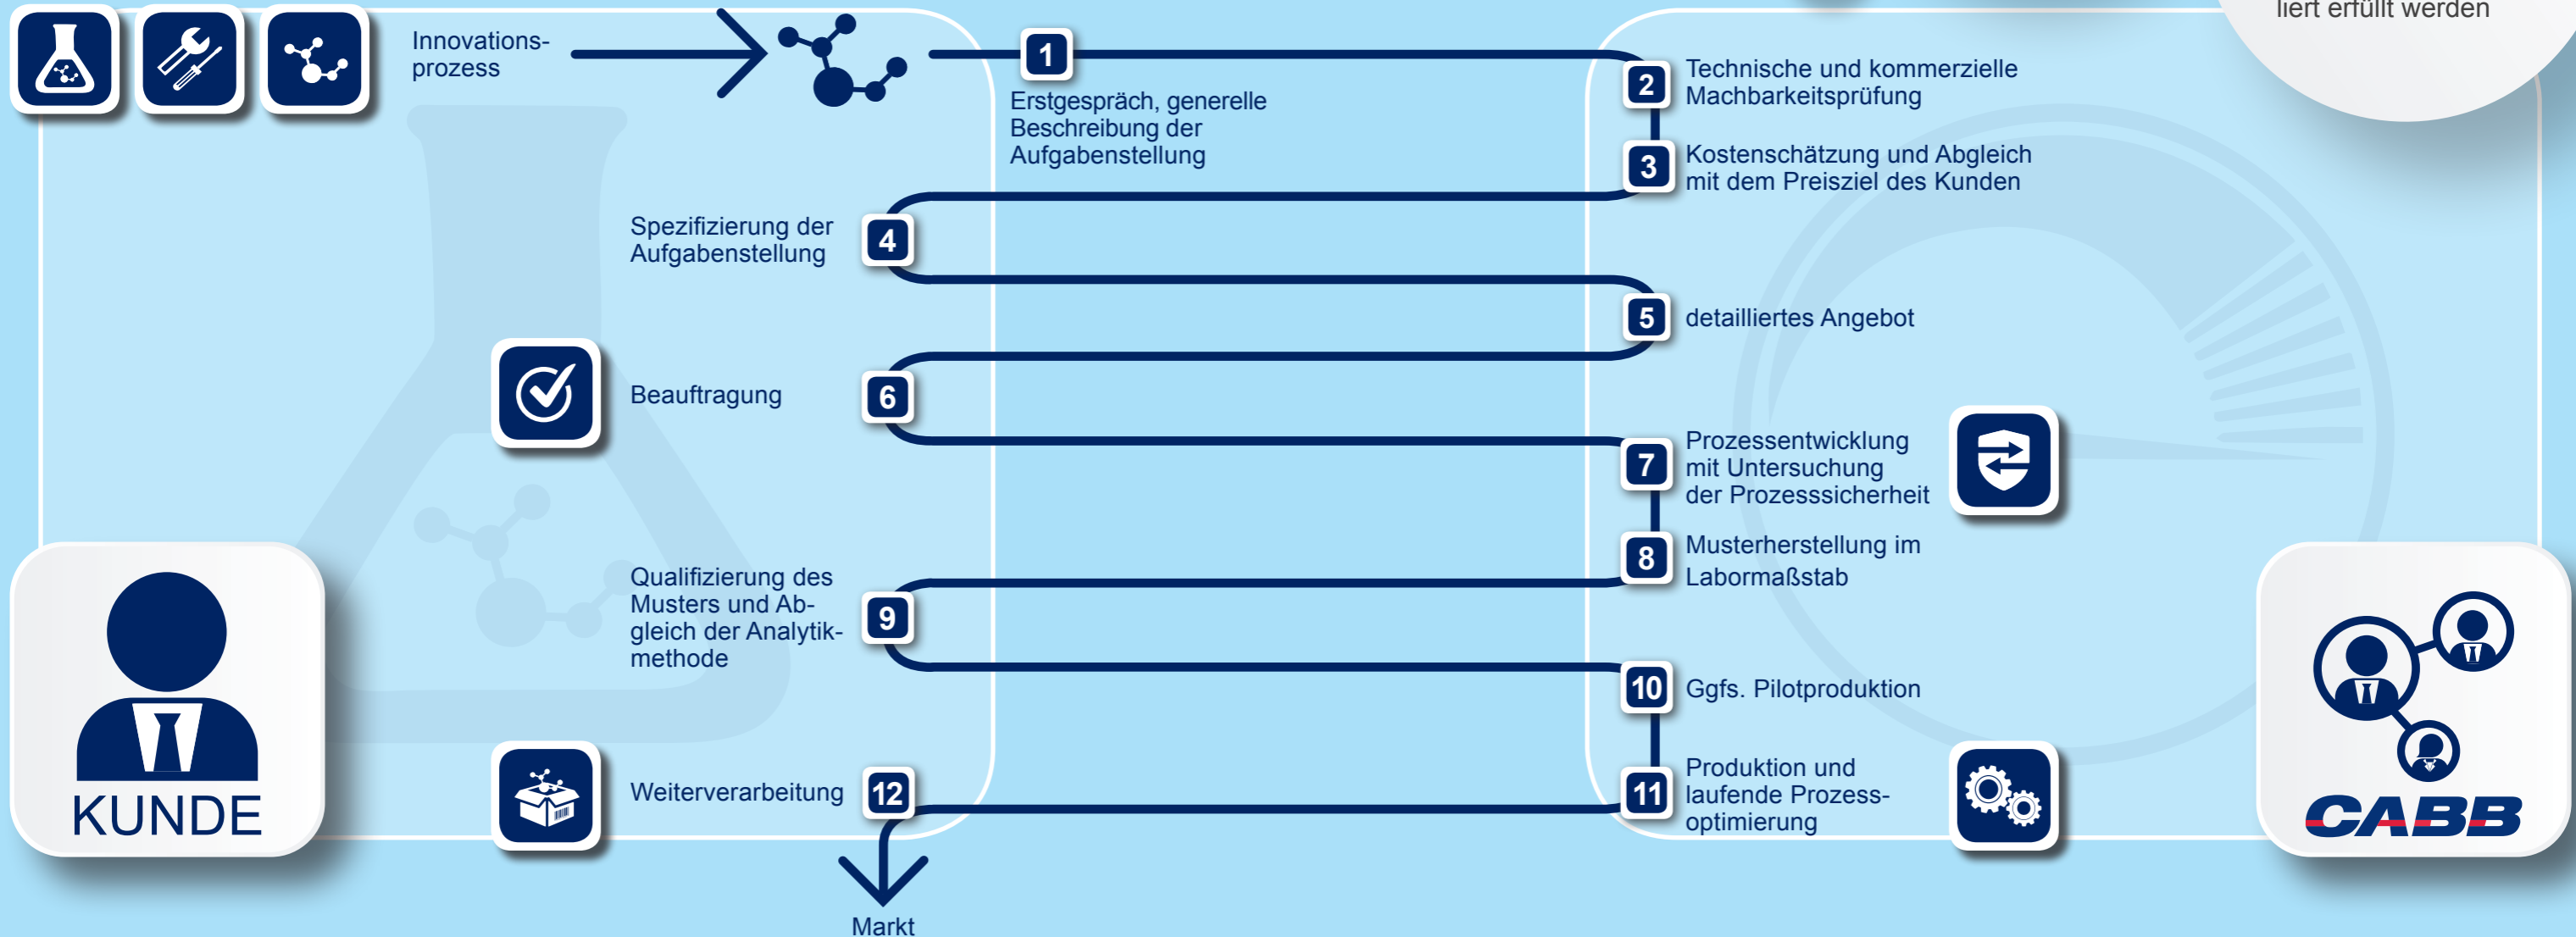 liert erfüllt werden
Innovations-
prozess
1
Erstgespräch, generelle
Beschreibung der
Aufgabenstellung
2
Technische und kommerzielle
Machbarkeitsprüfung
3
Kostenschätzung und Abgleich
mit dem Preisziel des Kunden
Spezifizierung der
Aufgabenstellung
4
5
detailliertes Angebot
Beauftragung
6
7
Prozessentwicklung
mit Untersuchung
der Prozesssicherheit
8
Musterherstellung im
Labormaßstab
Qualifizierung des
Musters und Ab-
gleich der Analytik-
methode
9
10
Ggfs. Pilotproduktion
11
Produktion und
laufende Prozess-
optimierung
Weiterverarbeitung
12
Markt
KUNDE
CABB